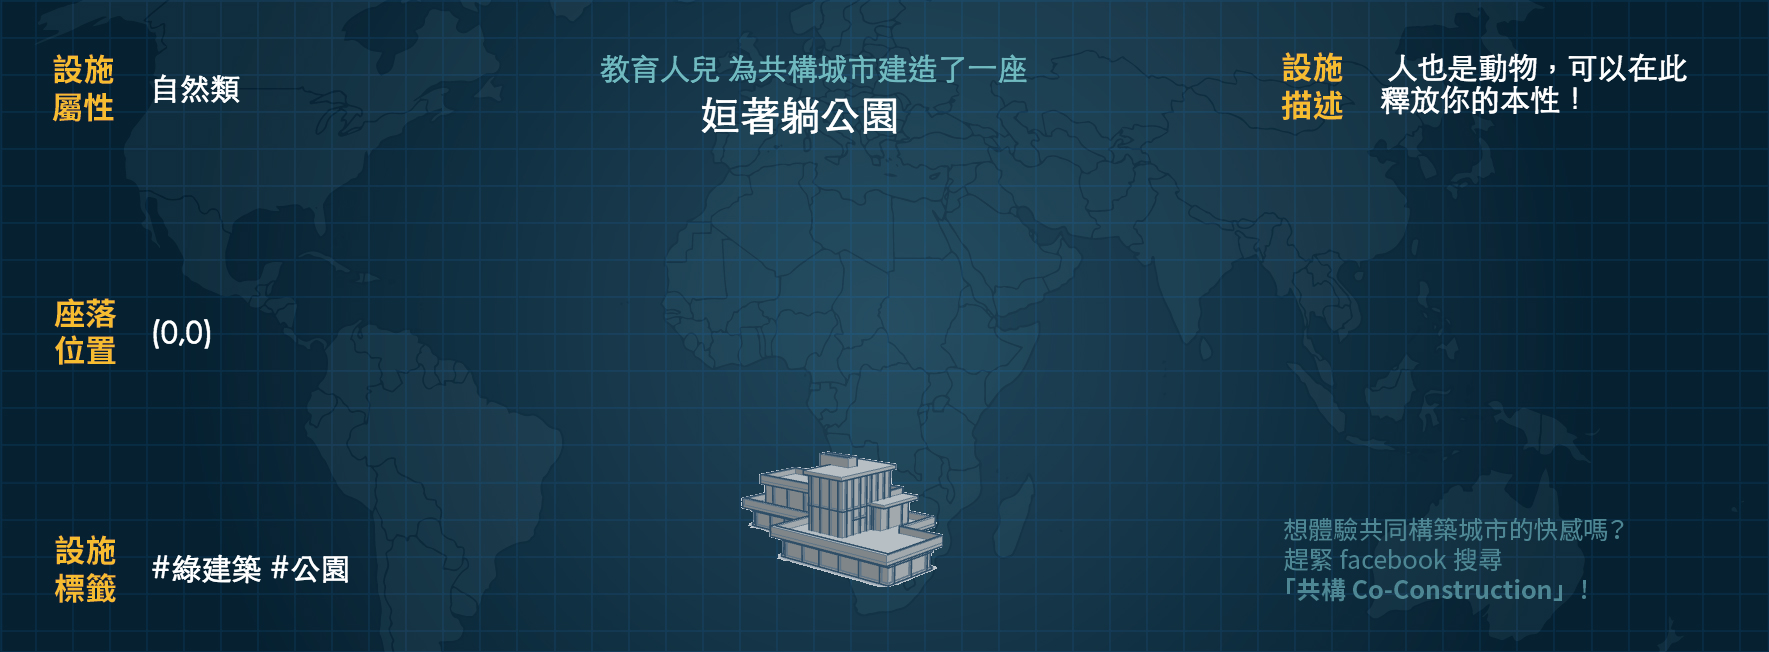 教育人兒 為共構城市建造了一座
姮著躺公園
設施
屬性
自然類
設施
描述
人也是動物，可以在此
釋放你的本性！
座落
位置
(0,0)
設施
標籤
#綠建築 #公園
想體驗共同構築城市的快感嗎？
趕緊 facebook 搜尋
「共構 Co-Construction」！